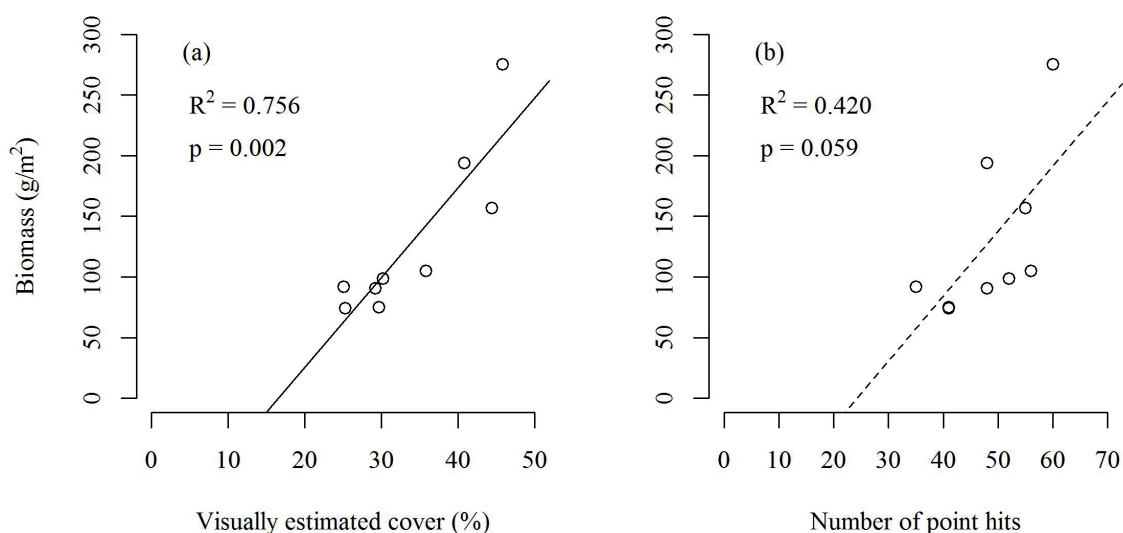 (a)
R² = 0.756
p = 0.002
Biomass (g/m²)
300
250
200
150
100
50
0
0 10 20 30 40 50
Visually estimated cover (%)
(b)
R² = 0.420
p = 0.059
300
250
200
150
100
50
0
0 10 20 30 40 50 60 70
Number of point hits